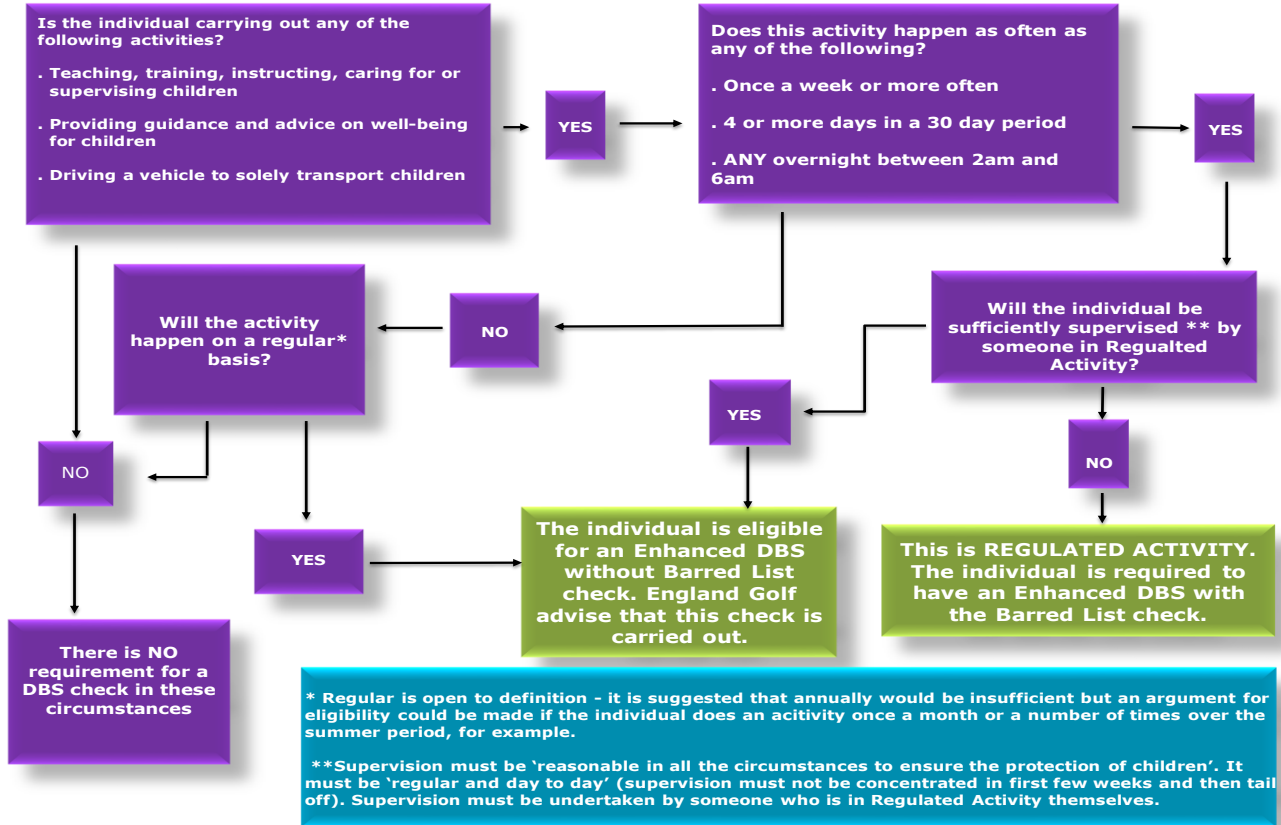 Is the individual carrying out any of the
following activities?
. Teaching, training, instructing, caring for or
supervising children
. Providing guidance and advice on well-being
for children
. Driving a vehicle to solely transport children
YES
Does this activity happen as often as
any of the following?
. Once a week or more often
. 4 or more days in a 30 day period
. ANY overnight between 2am and
6am
YES
Will the activity
happen on a regular*
basis?
NO
Will the individual be
sufficiently supervised ** by
someone in Regualted
Activity?
YES
NO
NO
YES
The individual is eligible
for an Enhanced DBS
without Barred List
check. England Golf
advise that this check is
carried out.
This is REGULATED ACTIVITY.
The individual is required to
have an Enhanced DBS with
the Barred List check.
There is NO
requirement for a
DBS check in these
circumstances
* Regular is open to definition - it is suggested that annually would be insufficient but an argument for
eligibility could be made if the individual does an acitivity once a month or a number of times over the
summer period, for example.
**Supervision must be ‘reasonable in all the circumstances to ensure the protection of children’. It
must be ‘regular and day to day’ (supervision must not be concentrated in first few weeks and then tail
off). Supervision must be undertaken by someone who is in Regulated Activity themselves.